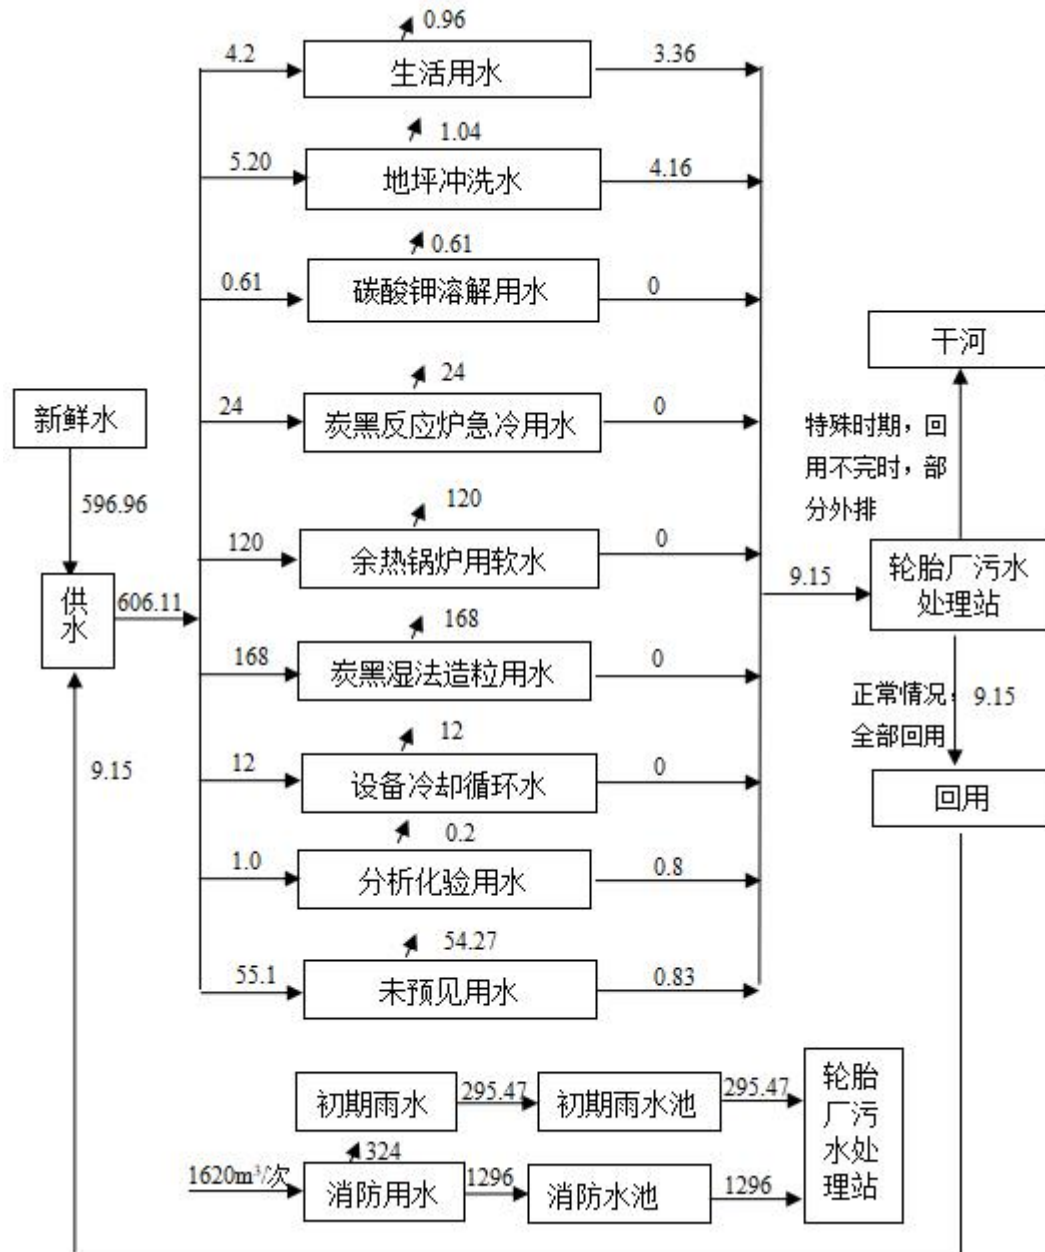 0.96
4.2
生活用水
3.36
1.04
5.20
地坪冲洗水
4.16
0.61
0.61
碳酸钾溶解用水
0
干河
24
新鲜水
24
炭黑反应炉急冷用水
0
特殊时期，回
用不完时，部
分外排
596.96
120
120
余热锅炉用软水
0
供
水
606.11
9.15
轮胎厂污水
处理站
168
168
炭黑湿法造粒用水
0
正常情况，
全部回用
9.15
12
9.15
12
设备冷却循环水
0
回用
0.2
1.0
分析化验用水
0.8
54.27
55.1
未预见用水
0.83
初期雨水
295.47
初期雨水池
295.47
轮胎
厂污
水处
理站
324
1620m³/次
消防用水
1296
消防水池
1296